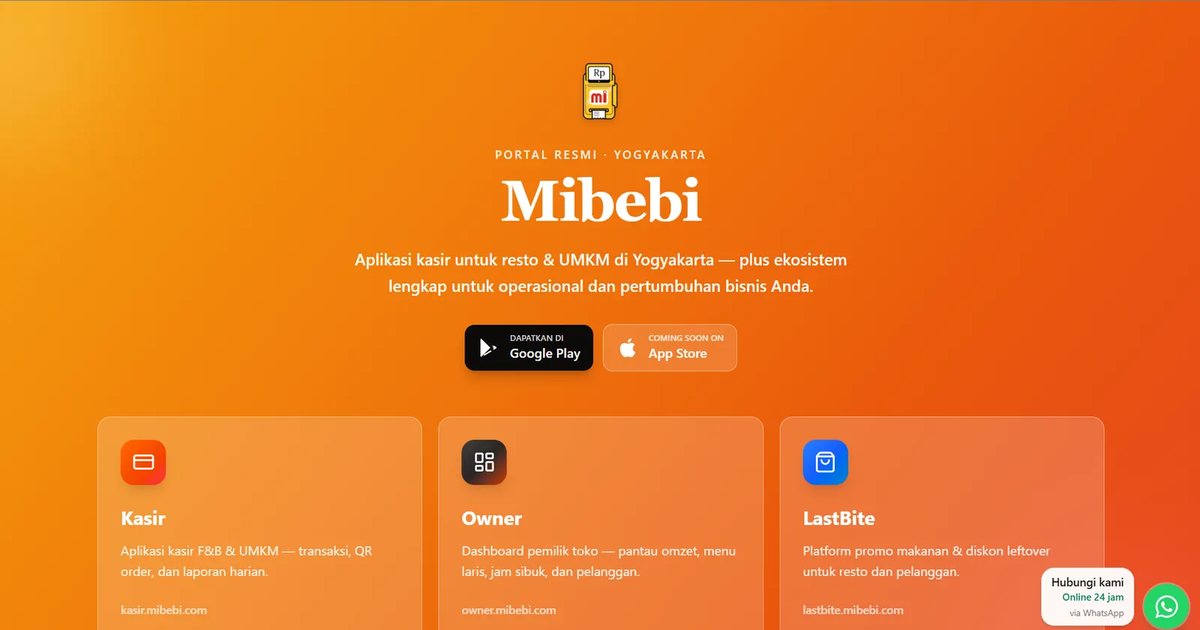 Rp
mi
PORTAL RESMI · YOGYAKARTA
Mibebi
Aplikasi kasir untuk resto & UMKM di Yogyakarta — plus ekosistem
lengkap untuk operasional dan pertumbuhan bisnis Anda.
DAPATKAN DI
Google Play
COMING SOON ON
App Store
Kasir
Aplikasi kasir F&B & UMKM — transaksi, QR
order, dan laporan harian.
kasir.mibebi.com
Owner
Dashboard pemilik toko — pantau omzet, menu
laris, jam sibuk, dan pelanggan.
owner.mibebi.com
LastBite
Platform promo makanan & diskon leftover
untuk resto dan pelanggan.
lastbite.mibebi.com
Hubungi kami
Online 24 jam
via WhatsApp